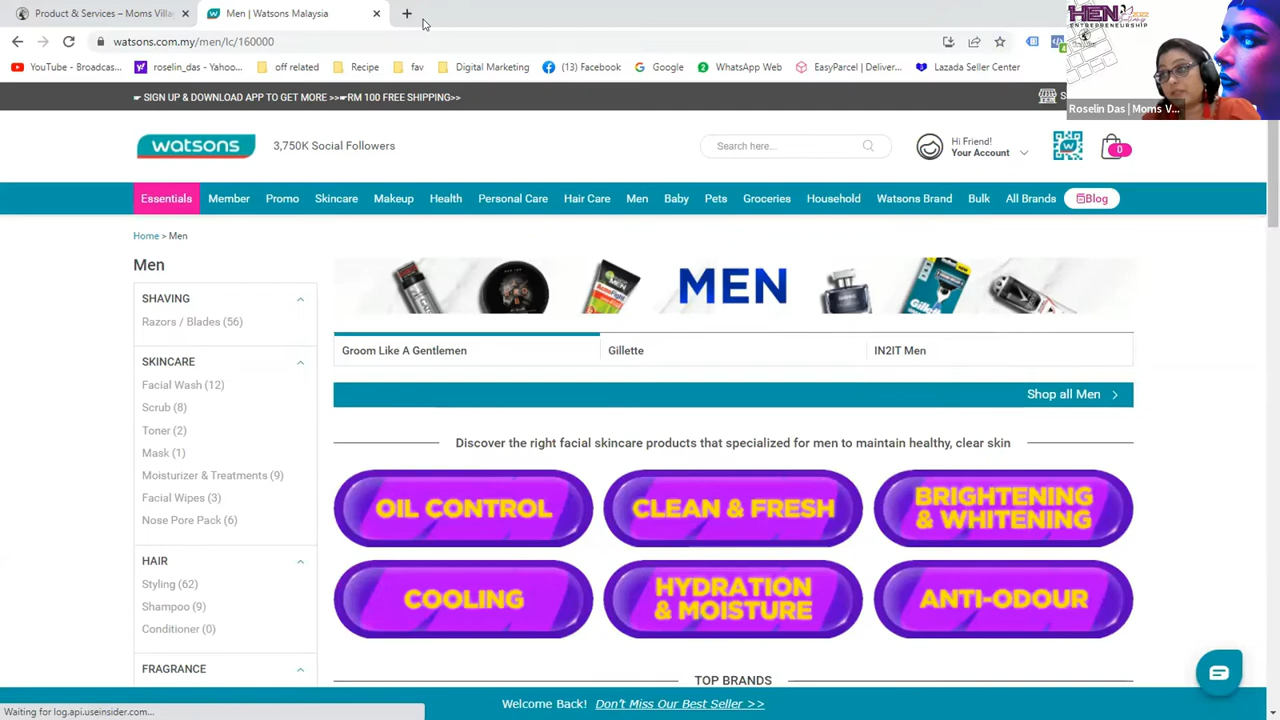 Product & Services – Moms Villag
Men | Watsons Malaysia
watsons.com.my/men/lc/160000
YouTube - Broadcas...
roselin_das - Yahoo...
off related
Recipe
Fav
Digital Marketing
(13) Facebook
Google
WhatsApp Web
EasyParcel | Deliver...
Lazada Seller Center
HEN 2022
ENTREPRENEURSHIP
Roselin Das | Moms V...
SIGN UP & DOWNLOAD APP TO GET MORE >>
RM 100 FREE SHIPPING>>
watsons
3,750K Social Followers
Search here...
Hi Friend!
Your Account
0
Essentials
Member
Promo
Skincare
Makeup
Health
Personal Care
Hair Care
Men
Baby
Pets
Groceries
Household
Watsons Brand
Bulk
All Brands
Blog
Home > Men
Men
SHAVING
Razors / Blades (56)
SKINCARE
Facial Wash (12)
Scrub (8)
Toner (2)
Mask (1)
Moisturizer & Treatments (9)
Facial Wipes (3)
Nose Pore Pack (6)
HAIR
Styling (62)
Shampoo (9)
Conditioner (0)
FRAGRANCE
MEN
Groom Like A Gentlemen
Gillette
IN2IT Men
Shop all Men
Discover the right facial skincare products that specialized for men to maintain healthy, clear skin
OIL CONTROL
CLEAN & FRESH
BRIGHTENING
& WHITENING
COOLING
HYDRATION
& MOISTURE
ANTI-ODOUR
TOP BRANDS
Welcome Back! Don't Miss Our Best Seller >>
Waiting for log.api.useinsider.com...